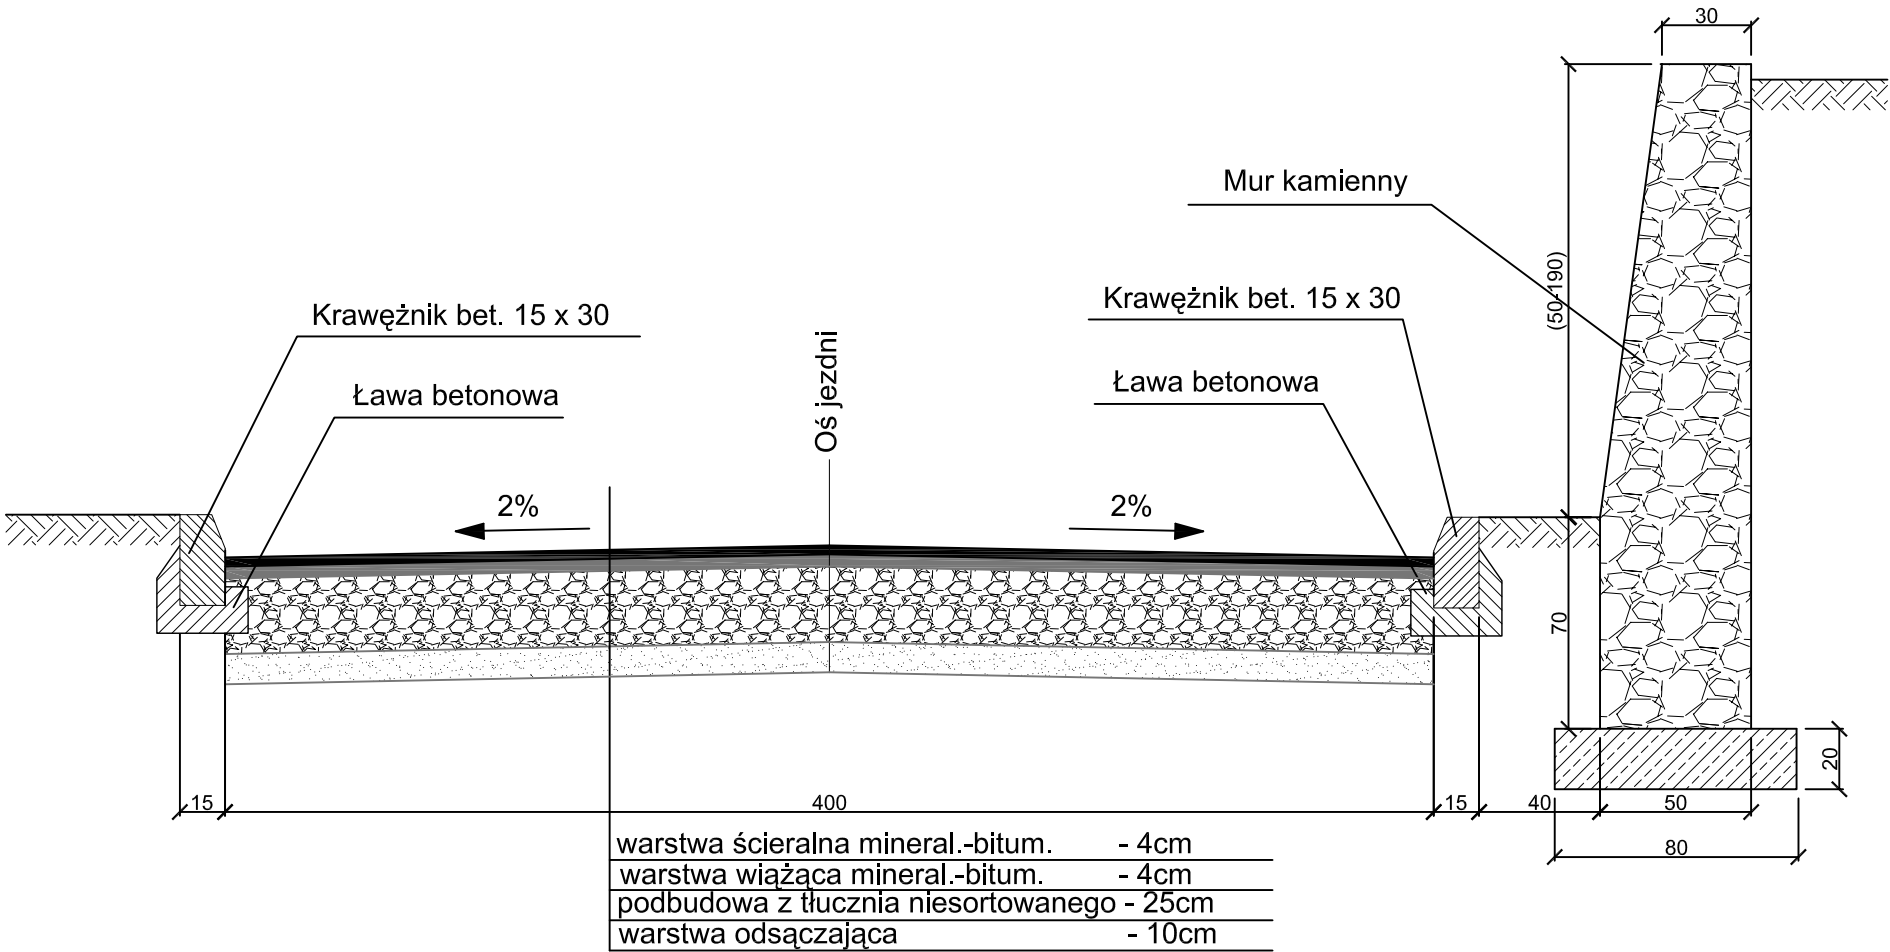 30
Mur kamienny
(50-190)
Krawężnik bet. 15 x 30
Krawężnik bet. 15 x 30
Oś jezdni
Ława betonowa
Ława betonowa
2%
2%
70
20
15
400
15
40
50
80
warstwa ścieralna mineral.-bitum. - 4cm
warstwa wiążąca mineral.-bitum. - 4cm
podbudowa z tłucznia niesortowanego - 25cm
warstwa odsączająca - 10cm